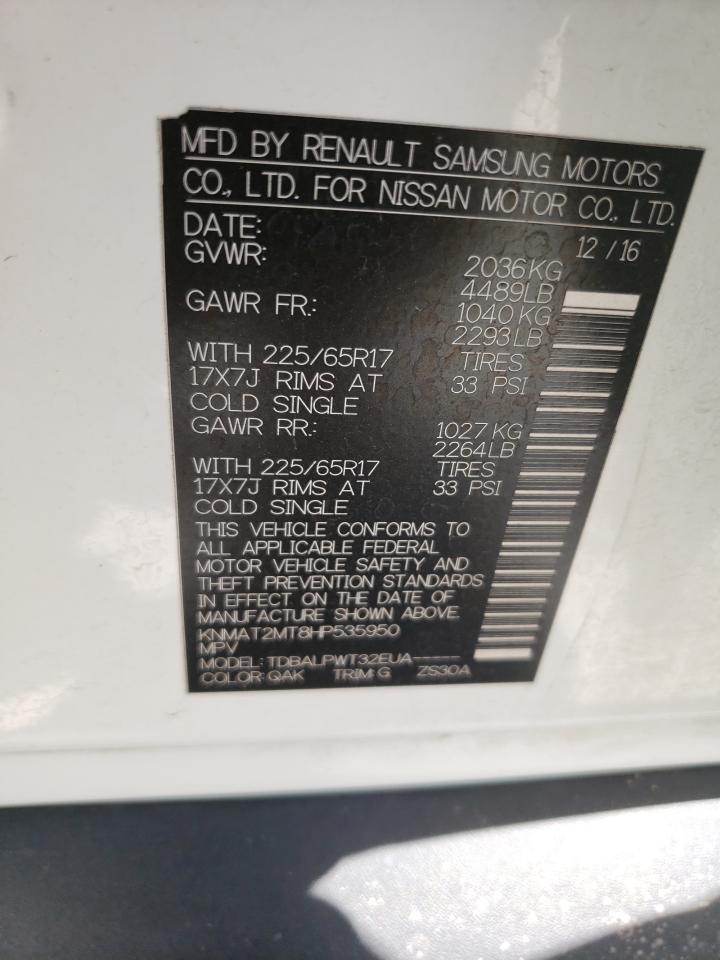 MFD BY RENAULT SAMSUNG MOTORS
CO., LTD. FOR NISSAN MOTOR CO., LTD.
DATE: 12 / 16
GVWR: 2036 KG
4489LB
GAWR FR.: 1040 KG
2293 LB
WITH 225/65R17 TIRES
17X7J RIMS AT 33 PSI
COLD SINGLE
GAWR RR.: 1027 KG
2264LB
WITH 225/65R17 TIRES
17X7J RIMS AT 33 PSI
COLD SINGLE
THIS VEHICLE CONFORMS TO
ALL APPLICABLE FEDERAL
MOTOR VEHICLE SAFETY AND
THEFT PREVENTION STANDARDS
IN EFFECT ON THE DATE OF
MANUFACTURE SHOWN ABOVE.
KNMAT2MT8HP535950
MPV
MODEL: TDBALPWT32EUA------
COLOR: QAK TRIM: G ZS30A